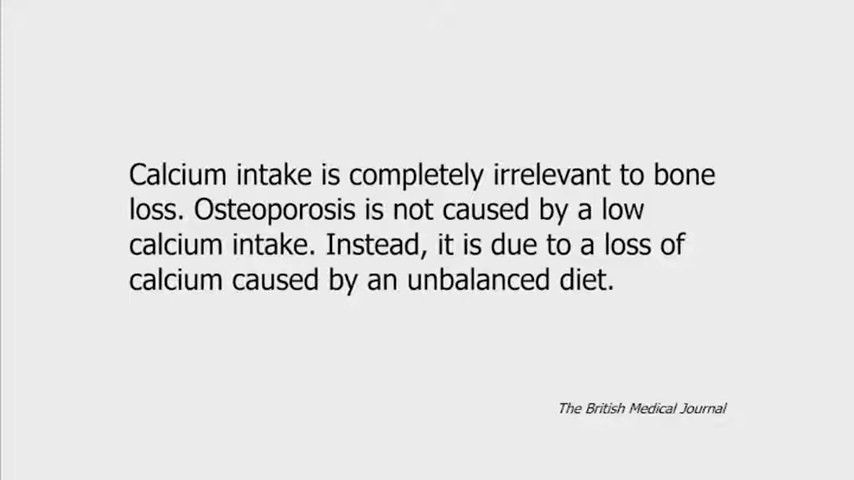 Calcium intake is completely irrelevant to bone
loss. Osteoporosis is not caused by a low
calcium intake. Instead, it is due to a loss of
calcium caused by an unbalanced diet.
The British Medical Journal